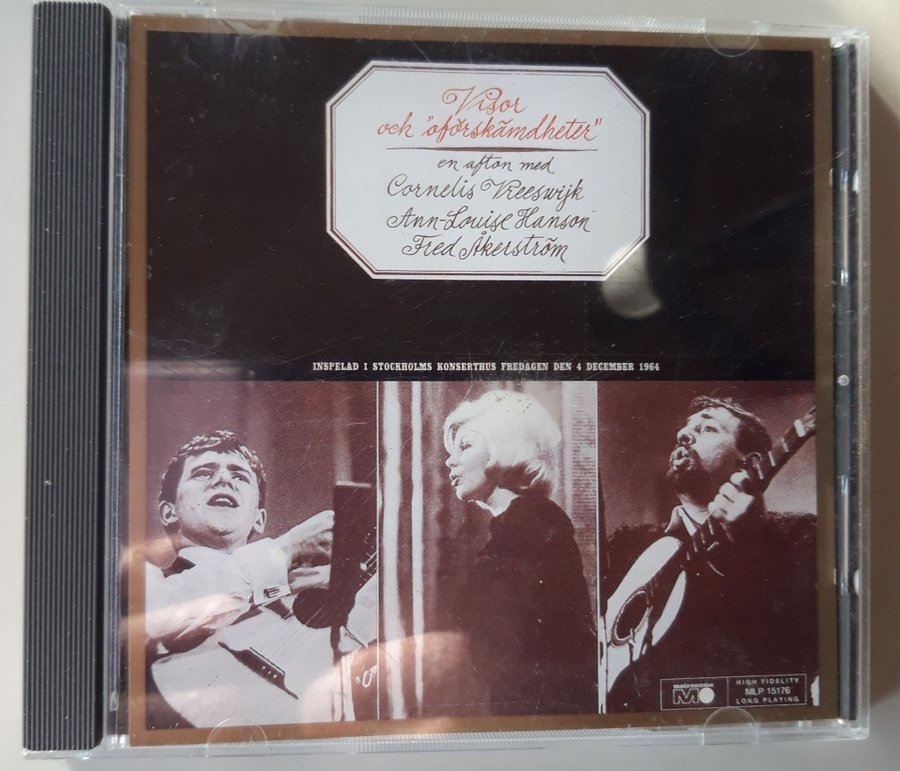 Visor
och "oförskämdheter"
en afton med
Cornelis Vreeswijk
Ann-Louise Hanson
Fred Åkerström
INSPELAD I STOCKHOLMS KONSERTHUS FREDAGEN DEN 4 DECEMBER 1964
metronome
M
HIGH FIDELITY
MLP 15176
LONG PLAYING